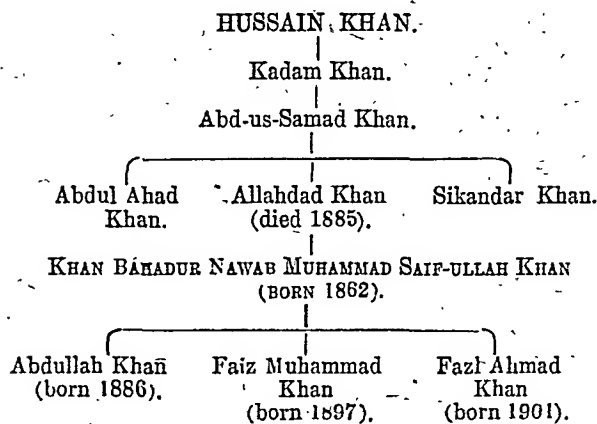 HUSSAIN KHAN.
Kadam Khan.
Abd-us-Samad Khan.
Abdul Ahad Khan.
Allahdad Khan (died 1885).
Sikandar Khan.
KHAN BAHADUR NAWAB MUHAMMAD SAIF-ULLAH KHAN
(BORN 1862).
Abdullah Khan (born 1886).
Faiz Muhammad Khan (born 1897).
Fazl Ahmad Khan (born 1901).